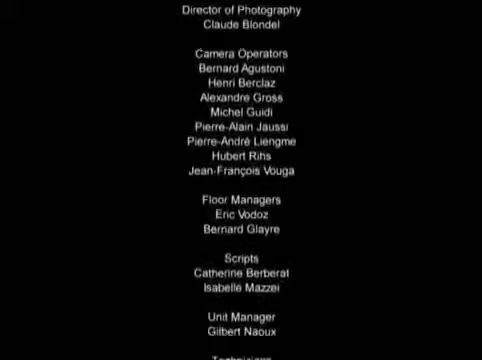 Director of Photography
Claude Blondel
Camera Operators
Bernard Agustoni
Henri Berclaz
Alexandre Gross
Michel Guidi
Pierre-Alain Jaussi
Pierre-André Liengme
Hubert Rihs
Jean-François Vouga
Floor Managers
Eric Vodoz
Bernard Glayre
Scripts
Catherine Berberat
Isabelle Mazzei
Unit Manager
Gilbert Naoux